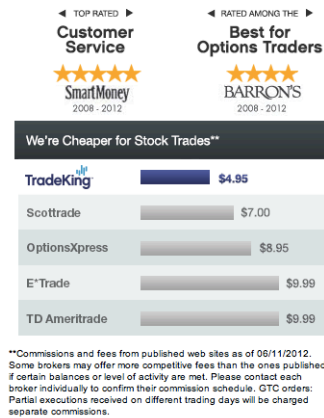 TOP RATED
Customer
Service
SmartMoney
2008 - 2012
RATED AMONG THE
Best for
Options Traders
BARRON'S
2008 - 2012
We're Cheaper for Stock Trades**
TradeKing $4.95
Scottrade $7.00
OptionsXpress $8.95
E*Trade $9.99
TD Ameritrade $9.99
**Commissions and fees from published web sites as of 06/11/2012.
Some brokers may offer more competitive fees than the ones published
if certain balances or level of activity are met. Please contact each
broker individually to confirm their commission schedule. GTC orders:
Partial executions received on different trading days will be charged
separate commissions.